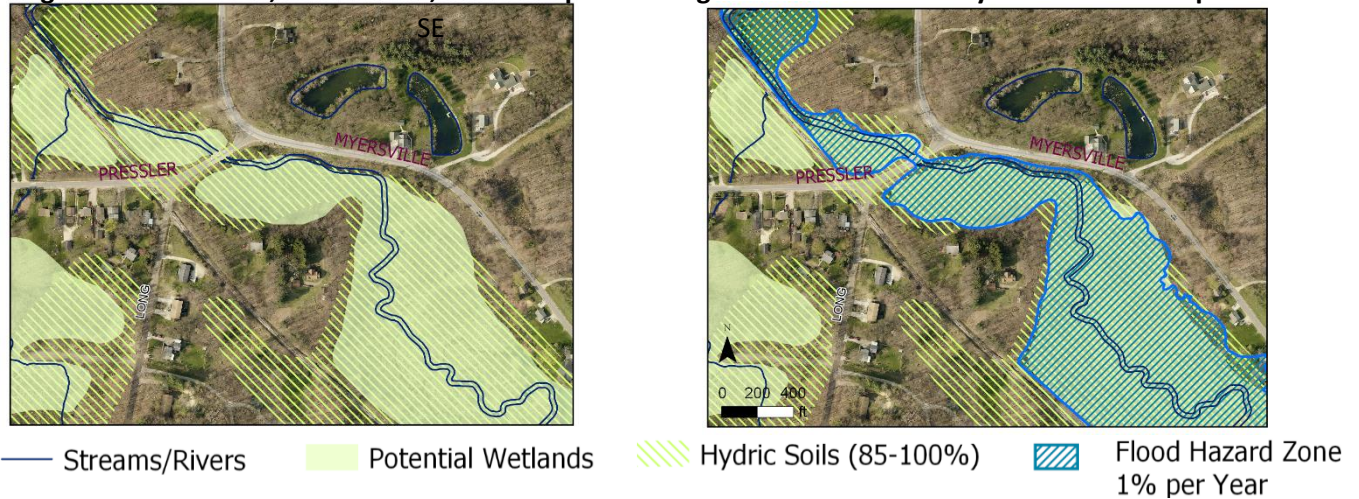 SE
MYERSVILLE
PRESSLER
LONG
MYERSVILLE
PRESSLER
LONG
N
0 200 400
ft
Streams/Rivers
Potential Wetlands
Hydric Soils (85-100%)
Flood Hazard Zone
1% per Year